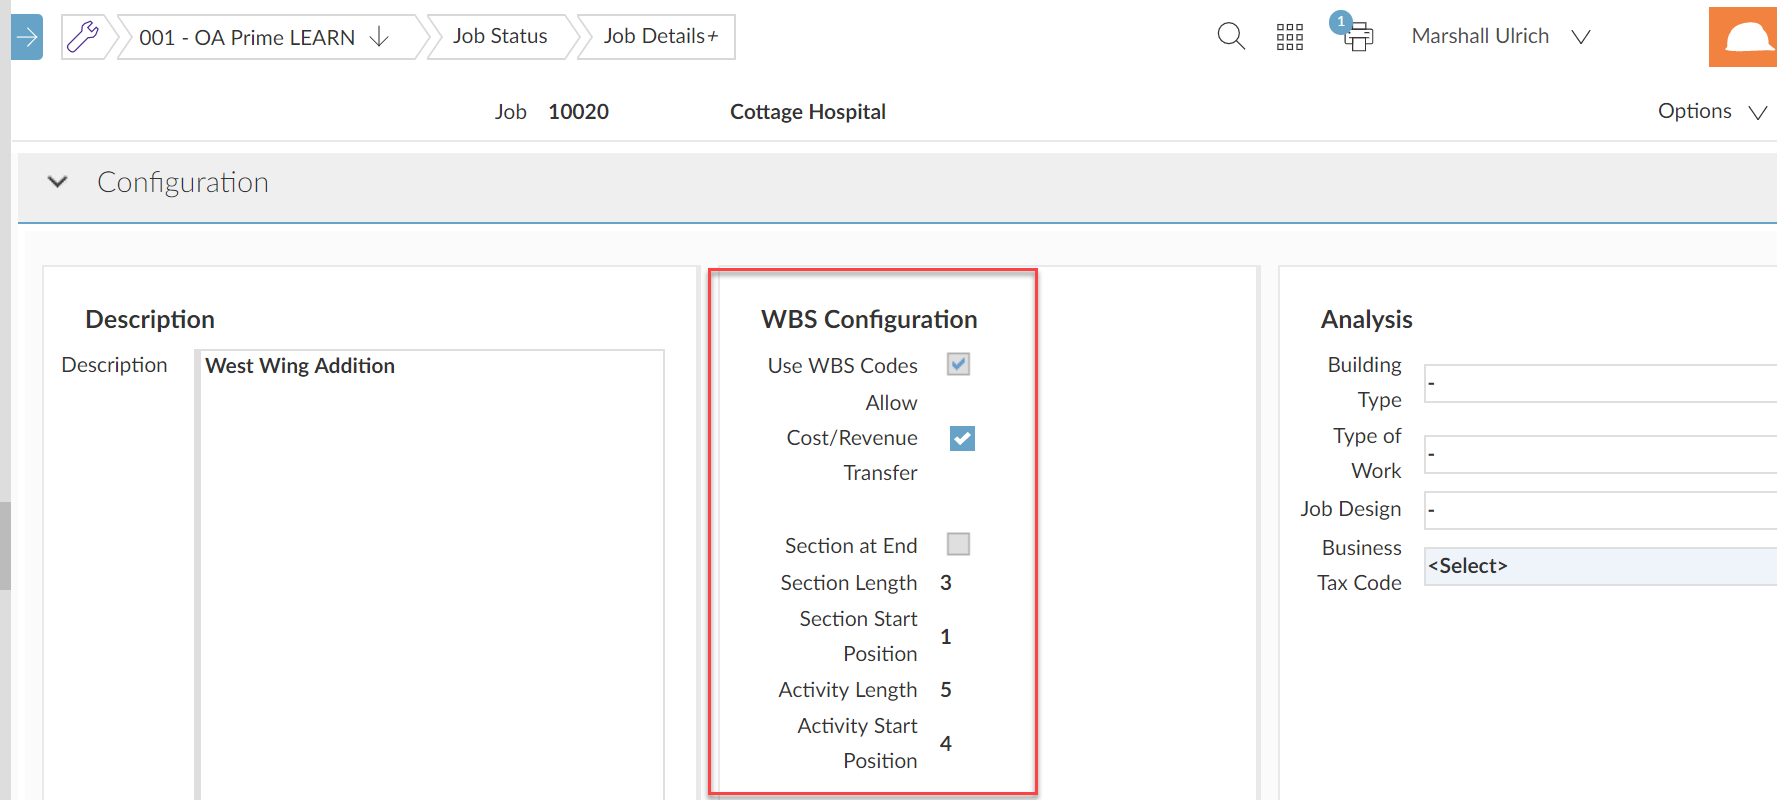 001 - OA Prime LEARN
Job Status
Job Details+
1
Marshall Ulrich
Job 10020 Cottage Hospital
Options
Configuration
Description
Description
West Wing Addition
WBS Configuration
Use WBS Codes
Allow
Cost/Revenue
Transfer
Section at End
Section Length 3
Section Start
Position
1
Activity Length 5
Activity Start
Position
4
Analysis
Building
Type
-
Type of
Work
-
Job Design
-
Business
Tax Code
<Select>